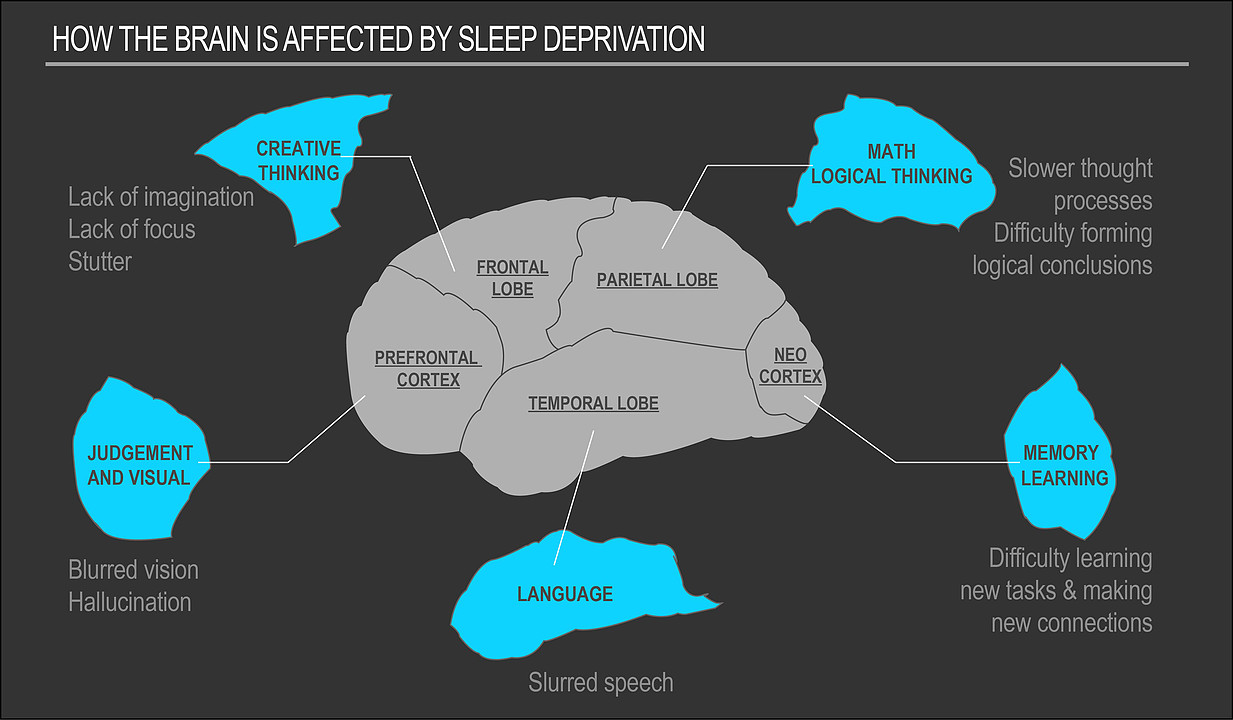 HOW THE BRAIN IS AFFECTED BY SLEEP DEPRIVATION
CREATIVE
THINKING
Lack of imagination
Lack of focus
Stutter
MATH
LOGICAL THINKING
Slower thought
processes
Difficulty forming
logical conclusions
FRONTAL
LOBE
PARIETAL LOBE
PREFRONTAL
CORTEX
NEO
CORTEX
TEMPORAL LOBE
JUDGEMENT
AND VISUAL
Blurred vision
Hallucination
MEMORY
LEARNING
Difficulty learning
new tasks & making
new connections
LANGUAGE
Slurred speech